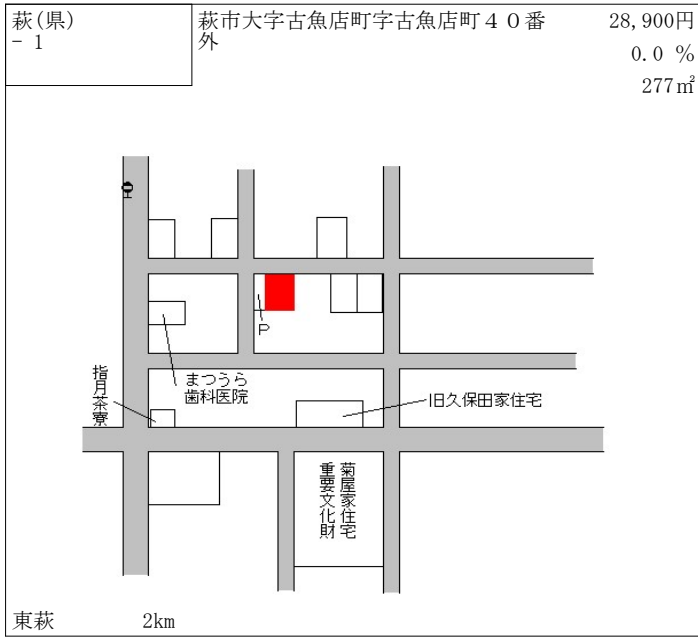 萩(県)
- 1
萩市大字古魚店町字古魚店町４０番
外
28,900円
0.0 %
277㎡
P
まつうら
歯科医院
指月茶寮
旧久保田家住宅
菊屋家住宅
重要文化財
東萩 2km